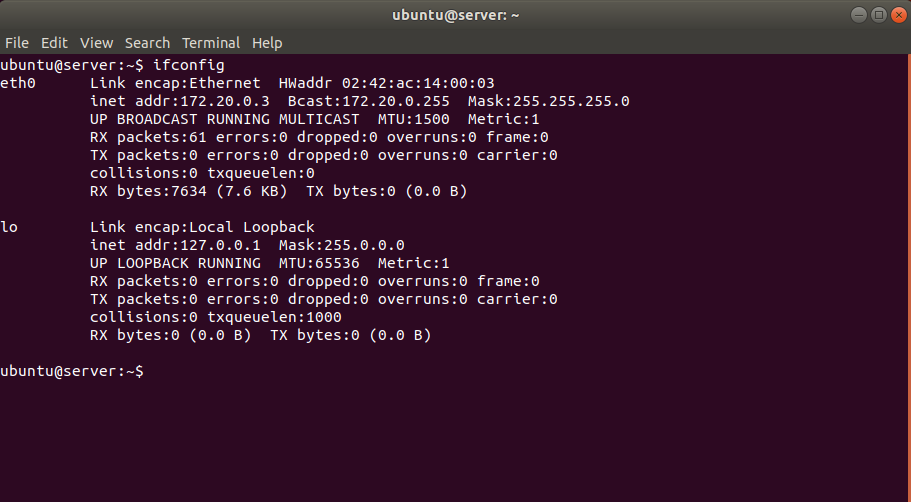 ubuntu@server: ~
File Edit View Search Terminal Help
ubuntu@server:~$ ifconfig
eth0      Link encap:Ethernet  HWaddr 02:42:ac:14:00:03
          inet addr:172.20.0.3  Bcast:172.20.0.255  Mask:255.255.255.0
          UP BROADCAST RUNNING MULTICAST  MTU:1500  Metric:1
          RX packets:61 errors:0 dropped:0 overruns:0 frame:0
          TX packets:0 errors:0 dropped:0 overruns:0 carrier:0
          collisions:0 txqueuelen:0
          RX bytes:7634 (7.6 KB)  TX bytes:0 (0.0 B)

lo        Link encap:Local Loopback
          inet addr:127.0.0.1  Mask:255.0.0.0
          UP LOOPBACK RUNNING  MTU:65536  Metric:1
          RX packets:0 errors:0 dropped:0 overruns:0 frame:0
          TX packets:0 errors:0 dropped:0 overruns:0 carrier:0
          collisions:0 txqueuelen:1000
          RX bytes:0 (0.0 B)  TX bytes:0 (0.0 B)

ubuntu@server:~$